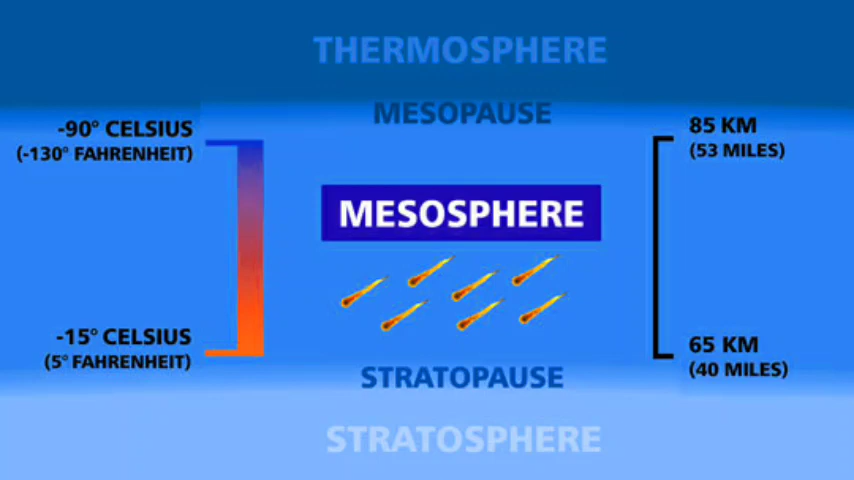 THERMOSPHERE
MESOPAUSE
-90° CELSIUS
(-130° FAHRENHEIT)
85 KM
(53 MILES)
MESOSPHERE
-15° CELSIUS
(5° FAHRENHEIT)
65 KM
(40 MILES)
STRATOPAUSE
STRATOSPHERE